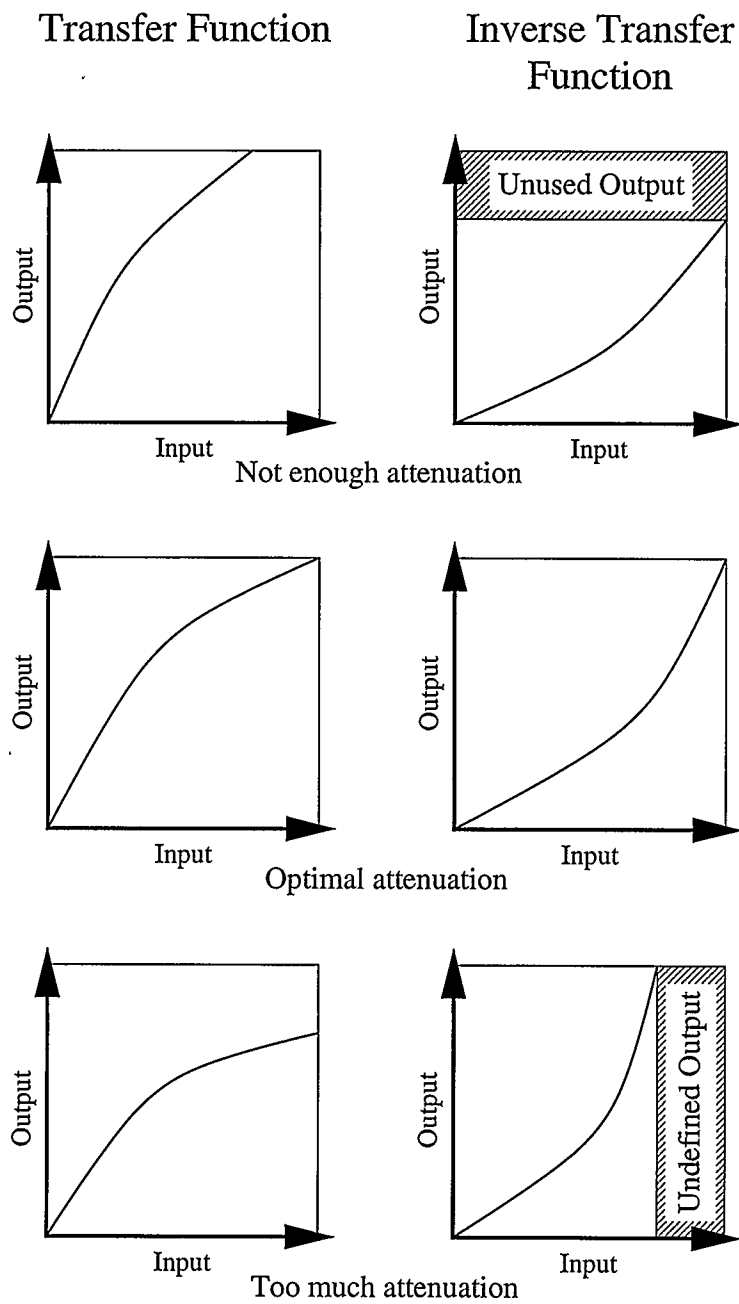 Transfer Function
Inverse Transfer
Function
Output
Input
Unused Output
Output
Input
Not enough attenuation
Output
Input
Output
Input
Optimal attenuation
Output
Input
Undefined Output
Output
Input
Too much attenuation